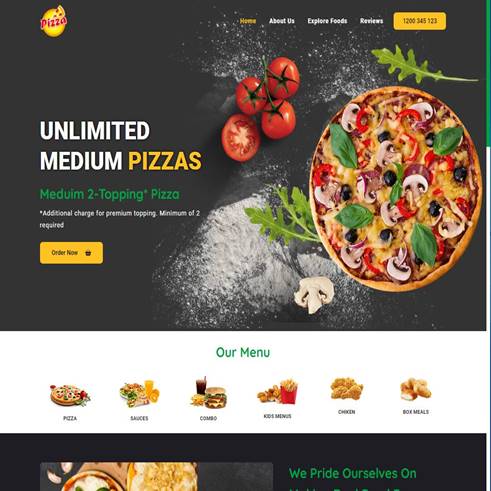 Pizza
Home About Us Explore Foods Reviews 1200 345 123
UNLIMITED
MEDIUM PIZZAS
Meduim 2-Topping* Pizza
*Additional charge for premium topping. Minimum of 2
required
Order Now
Our Menu
PIZZA SAUCES COMBO KIDS MENUS CHIKEN BOX MEALS
We Pride Ourselves On